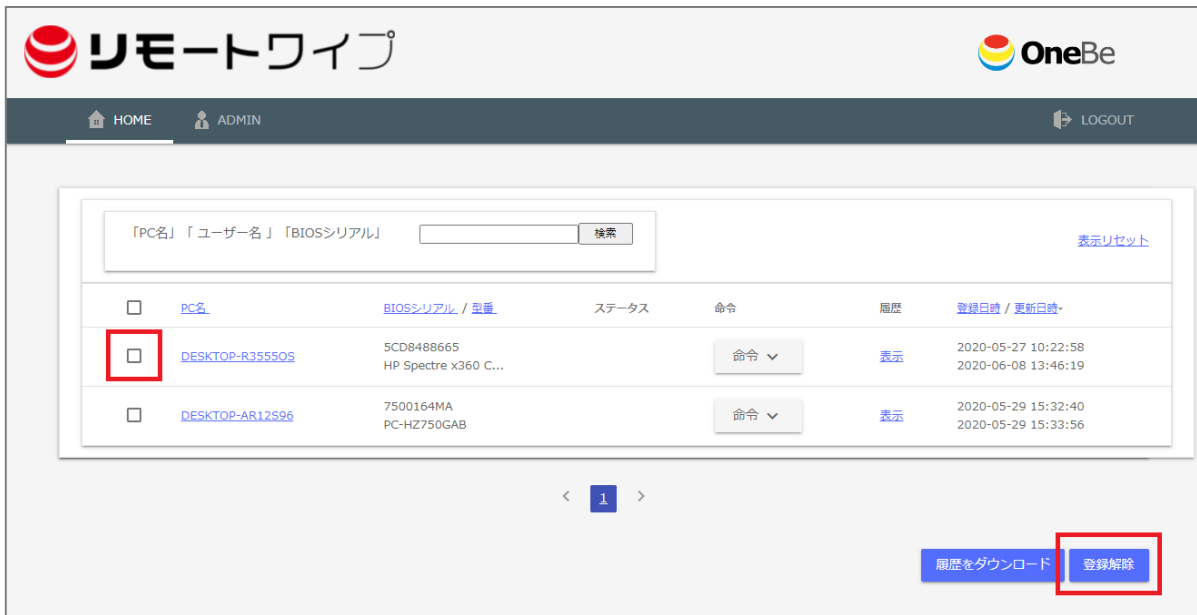 リモートワイプ
OneBe
HOME ADMIN LOGOUT
「PC名」「 ユーザー名 」「BIOSシリアル」 検索
表示リセット
PC名 BIOSシリアル / 型番 ステータス 命令 履歴 登録日時 / 更新日時
DESKTOP-R3555OS 5CD8488665 命令 表示 2020-05-27 10:22:58
HP Spectre x360 C... 2020-06-08 13:46:19
DESKTOP-AR12S96 7500164MA 命令 表示 2020-05-29 15:32:40
PC-HZ750GAB 2020-05-29 15:33:56
< 1 >
履歴をダウンロード 登録解除